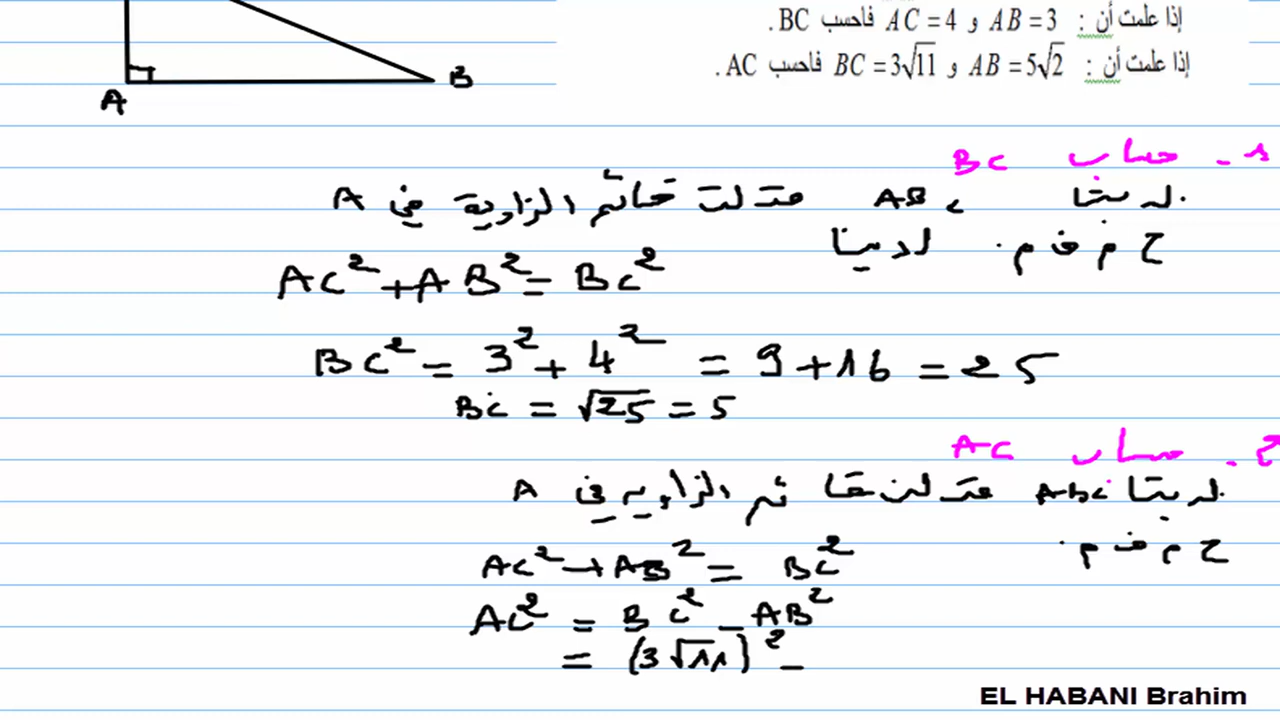 إذا علمت أن : AB = 3 و AC = 4 فاحسب BC .
إذا علمت أن : AB = 5√2 و BC = 3√11 فاحسب AC .
B
A
1 - حساب BC
لدينا ABC مثلث قائم الزاوية في A
ح م ف م . لدينا
AC² + AB² = BC²
BC² = 3² + 4² = 9 + 16 = 25
BC = √25 = 5
2 - حساب AC
لدينا ABC مثلث قائم الزاوية في A
ح م ف م .
AC² + AB² = BC²
AC² = BC² - AB²
= (3√11)² -
EL HABANI Brahim